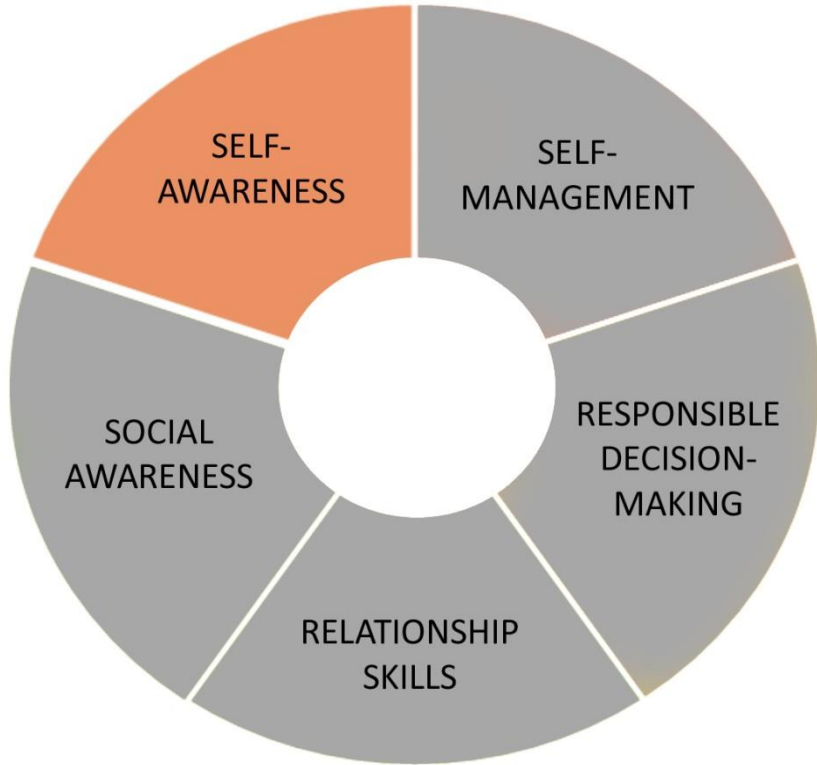 SELF-
AWARENESS
SELF-
MANAGEMENT
RESPONSIBLE
DECISION-
MAKING
RELATIONSHIP
SKILLS
SOCIAL
AWARENESS